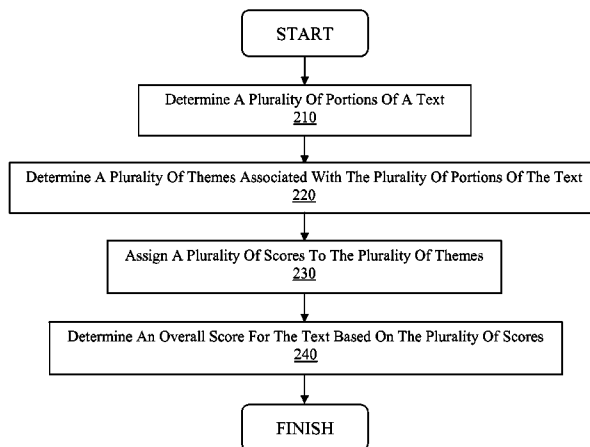 START
Determine A Plurality Of Portions Of A Text
210
Determine A Plurality Of Themes Associated With The Plurality Of Portions Of The Text
220
Assign A Plurality Of Scores To The Plurality Of Themes
230
Determine An Overall Score For The Text Based On The Plurality Of Scores
240
FINISH